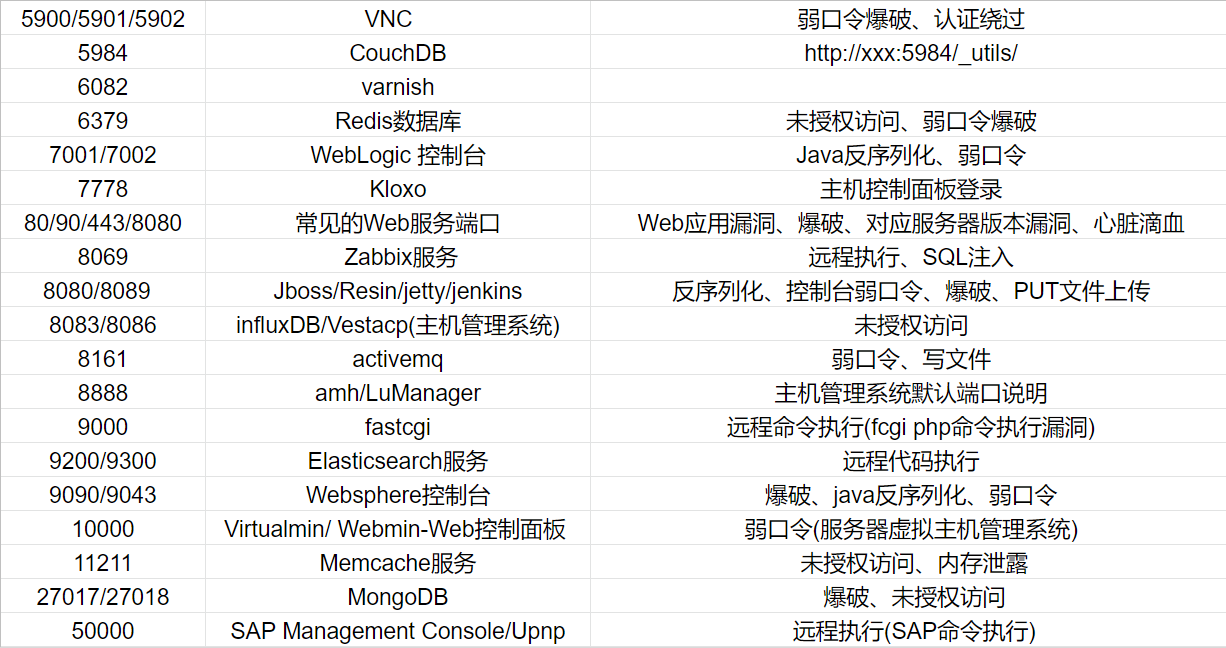 5900/5901/5902 VNC 弱口令爆破、认证绕过
5984 CouchDB http://xxx:5984/_utils/
6082 varnish
6379 Redis数据库 未授权访问、弱口令爆破
7001/7002 WebLogic 控制台 Java反序列化、弱口令
7778 Kloxo 主机控制面板登录
80/90/443/8080 常见的Web服务端口 Web应用漏洞、爆破、对应服务器版本漏洞、心脏滴血
8069 Zabbix服务 远程执行、SQL注入
8080/8089 Jboss/Resin/jetty/jenkins 反序列化、控制台弱口令、爆破、PUT文件上传
8083/8086 influxDB/Vestacp(主机管理系统) 未授权访问
8161 activemq 弱口令、写文件
8888 amh/LuManager 主机管理系统默认端口说明
9000 fastcgi 远程命令执行(fcgi php命令执行漏洞)
9200/9300 Elasticsearch服务 远程代码执行
9090/9043 Websphere控制台 爆破、java反序列化、弱口令
10000 Virtualmin/ Webmin-Web控制面板 弱口令(服务器虚拟主机管理系统)
11211 Memcache服务 未授权访问、内存泄露
27017/27018 MongoDB 爆破、未授权访问
50000 SAP Management Console/Upnp 远程执行(SAP命令执行)